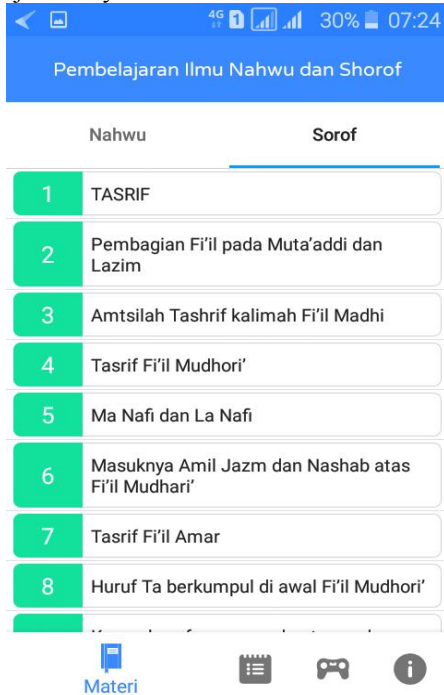 4G 1 30% 07:24
Pembelajaran Ilmu Nahwu dan Shorof
Nahwu Sorof
1 TASRIF
2 Pembagian Fi'il pada Muta'addi dan
Lazim
3 Amtsilah Tashrif kalimah Fi'il Madhi
4 Tasrif Fi'il Mudhori'
5 Ma Nafi dan La Nafi
6 Masuknya Amil Jazm dan Nashab atas
Fi'il Mudhari'
7 Tasrif Fi'il Amar
8 Huruf Ta berkumpul di awal Fi'il Mudhori'
Materi